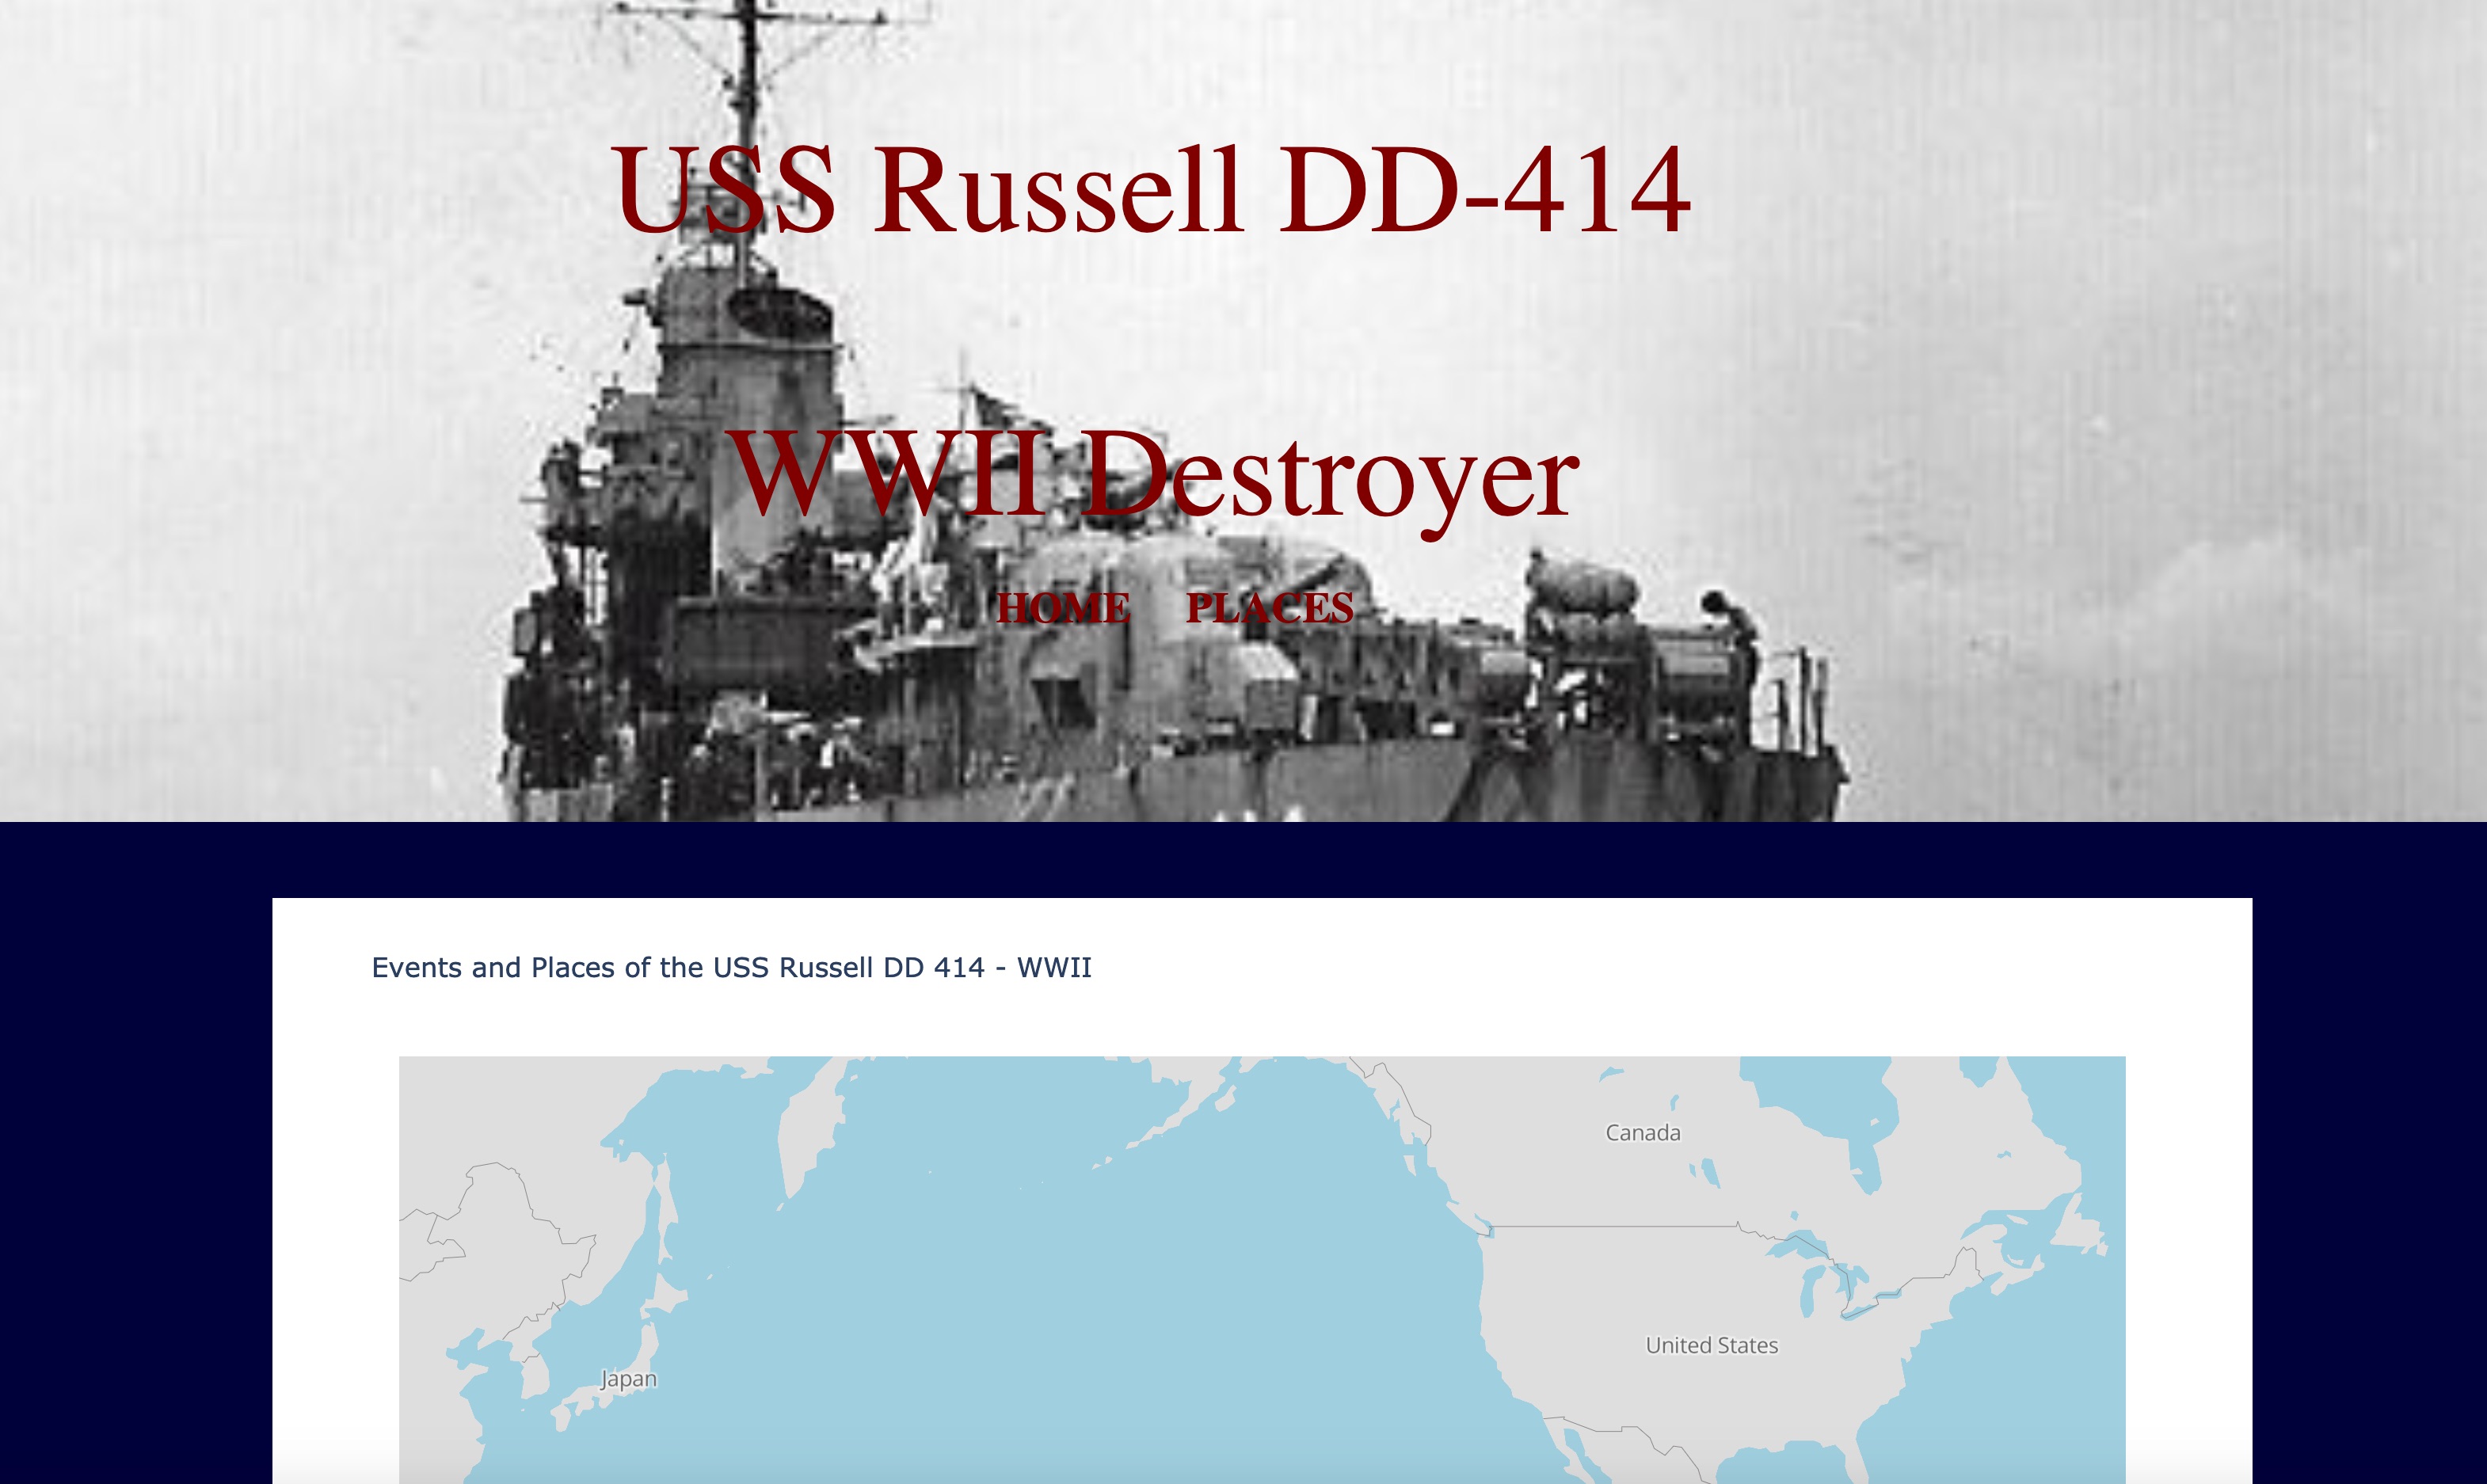 USS Russell DD-414
WWII Destroyer
HOME PLACES
Events and Places of the USS Russell DD 414 - WWII
Canada
United States
Japan